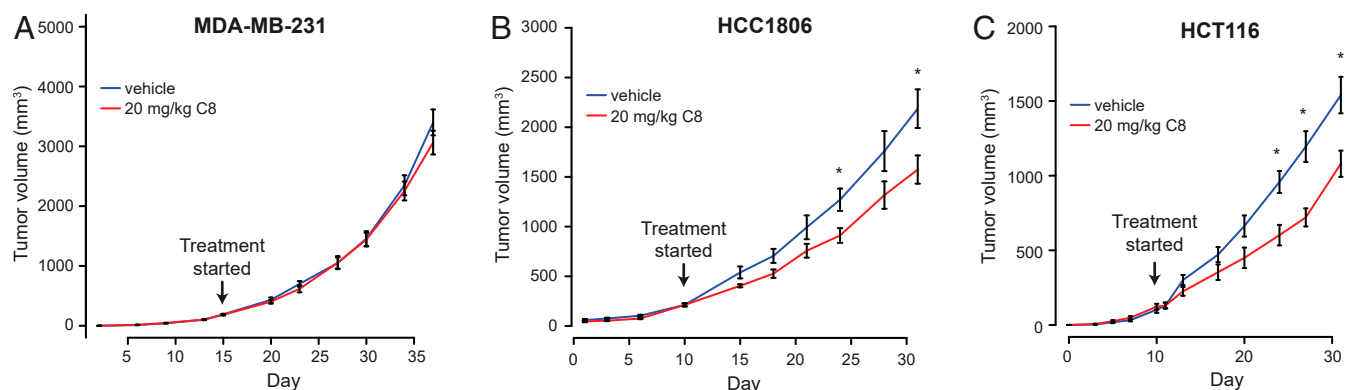 A
MDA-MB-231
Tumor volume (mm³)
5000
4000
3000
2000
1000
0
vehicle
20 mg/kg C8
Treatment
started
5
10
15
20
25
30
35
Day
B
HCC1806
Tumor volume (mm³)
3000
2500
2000
1500
1000
500
0
vehicle
20 mg/kg C8
*
*
Treatment
started
0
5
10
15
20
25
30
Day
C
HCT116
Tumor volume (mm³)
2000
1500
1000
500
0
vehicle
20 mg/kg C8
*
*
*
Treatment
started
0
10
20
30
Day